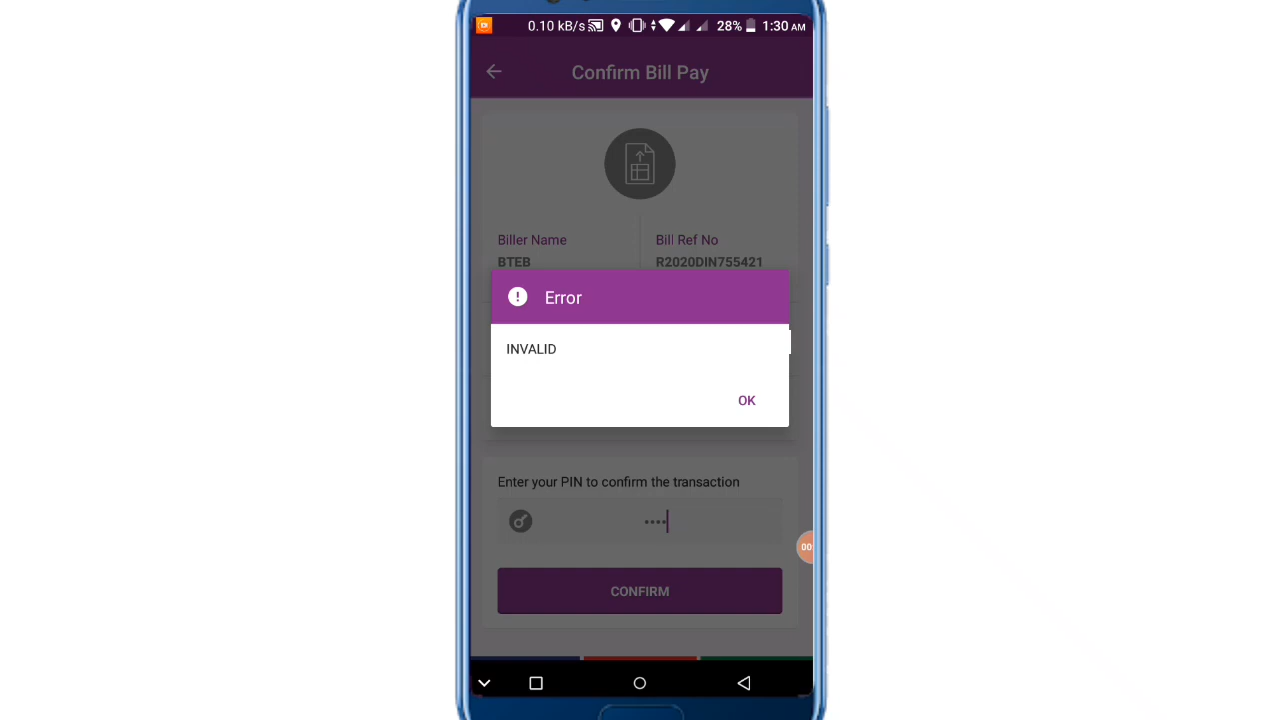 0.10 kB/s 28% 1:30 AM
Confirm Bill Pay
Biller Name Bill Ref No
BTEB R2020DIN755421
Error
INVALID
OK
Enter your PIN to confirm the transaction
••••
00:
CONFIRM